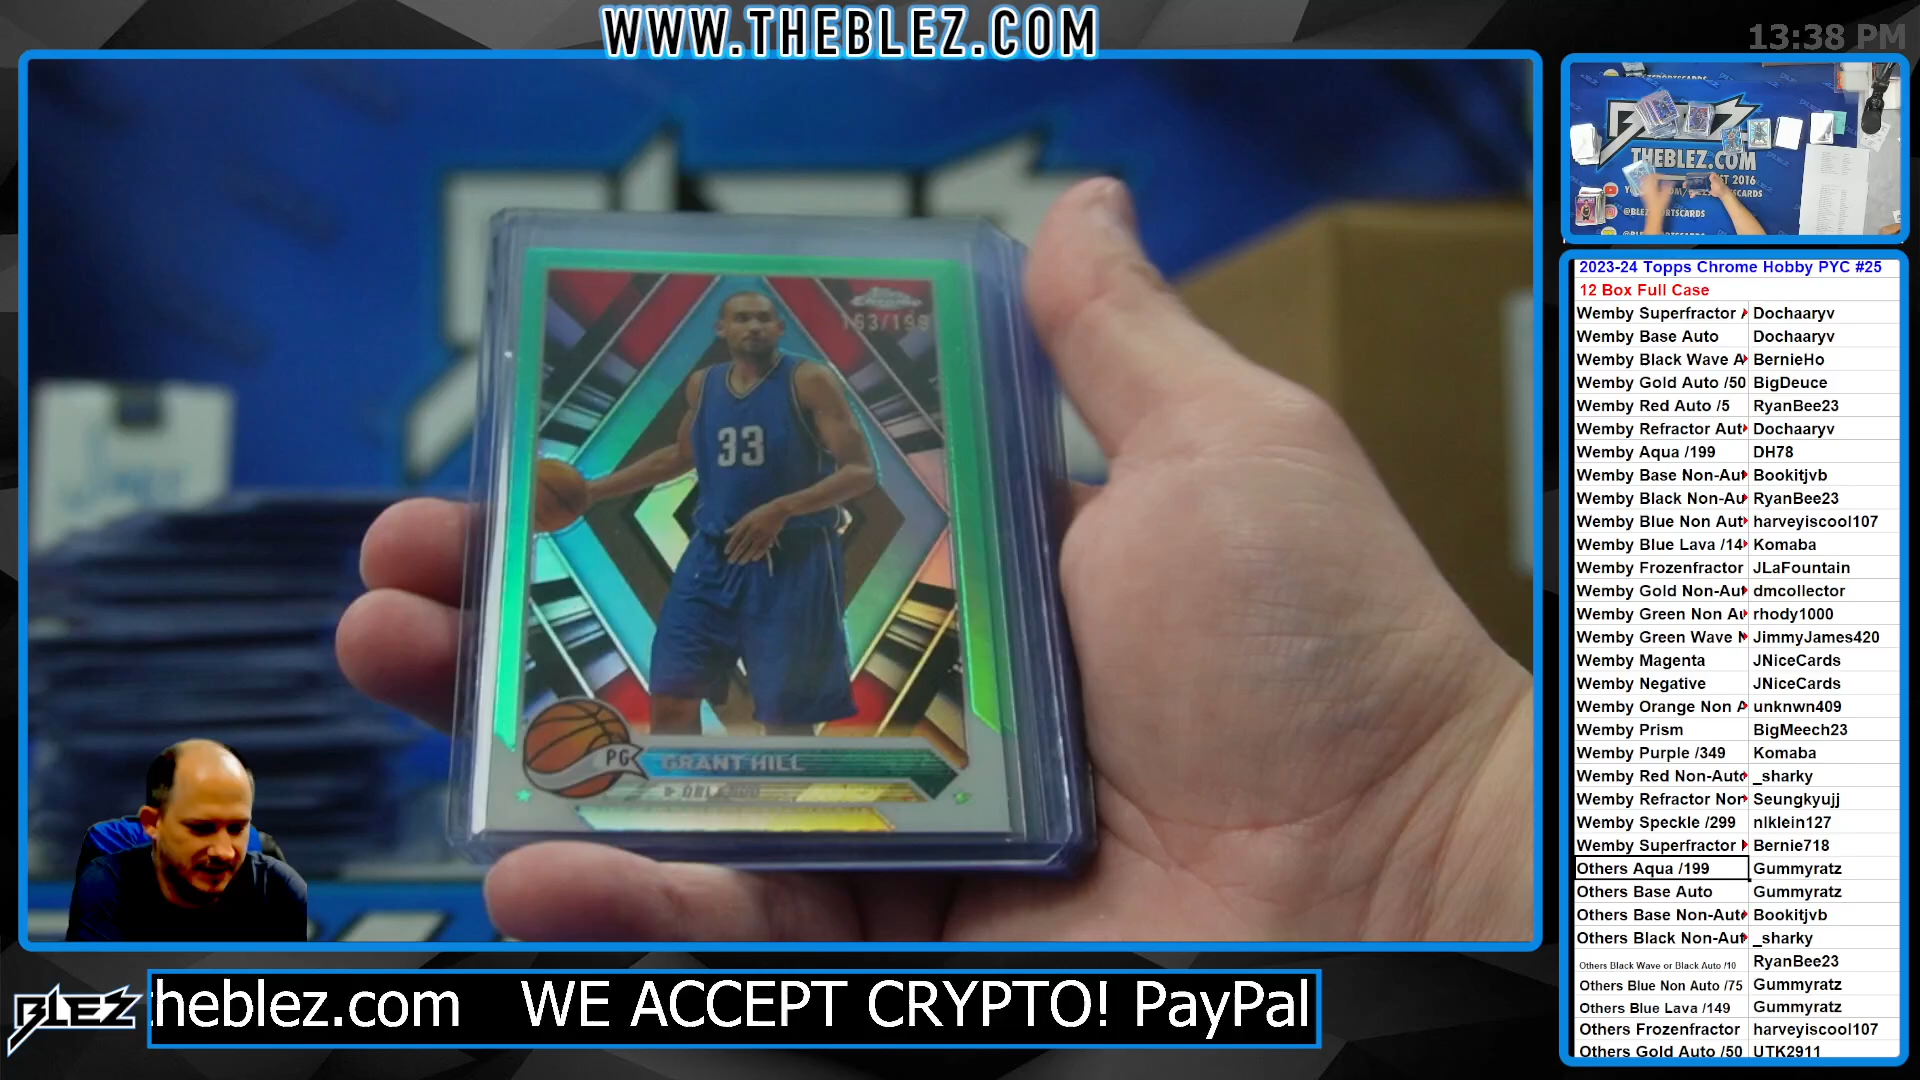 WWW.THEBLEZ.COM
13:38 PM
Topps
Chrome
163/199
33
PG
GRANT HILL
ORLANDO
THEBLEZ.COM
EST 2016
2023-24 Topps Chrome Hobby PYC #25
12 Box Full Case
Wemby Superfractor A Dochaaryv
Wemby Base Auto Dochaaryv
Wemby Black Wave A BernieHo
Wemby Gold Auto /50 BigDeuce
Wemby Red Auto /5 RyanBee23
Wemby Refractor Aut Dochaaryv
Wemby Aqua /199 DH78
Wemby Base Non-Aut Bookitjvb
Wemby Black Non-Au RyanBee23
Wemby Blue Non Aut harveyiscool107
Wemby Blue Lava /14 Komaba
Wemby Frozenfractor JLaFountain
Wemby Gold Non-Aut dmcollector
Wemby Green Non Au rhody1000
Wemby Green Wave N JimmyJames420
Wemby Magenta JNiceCards
Wemby Negative JNiceCards
Wemby Orange Non A unknwn409
Wemby Prism BigMeech23
Wemby Purple /349 Komaba
Wemby Red Non-Auto _sharky
Wemby Refractor Non Seungkyujj
Wemby Speckle /299 nlklein127
Wemby Superfractor Bernie718
Others Aqua /199 Gummyratz
Others Base Auto Gummyratz
Others Base Non-Auto Bookitjvb
Others Black Non-Aut _sharky
Others Black Wave or Black Auto /10 RyanBee23
Others Blue Non Auto /75 Gummyratz
Others Blue Lava /149 Gummyratz
Others Frozenfractor harveyiscool107
Others Gold Auto /50 UTK2911
BLEZ
theblez.com WE ACCEPT CRYPTO! PayPal